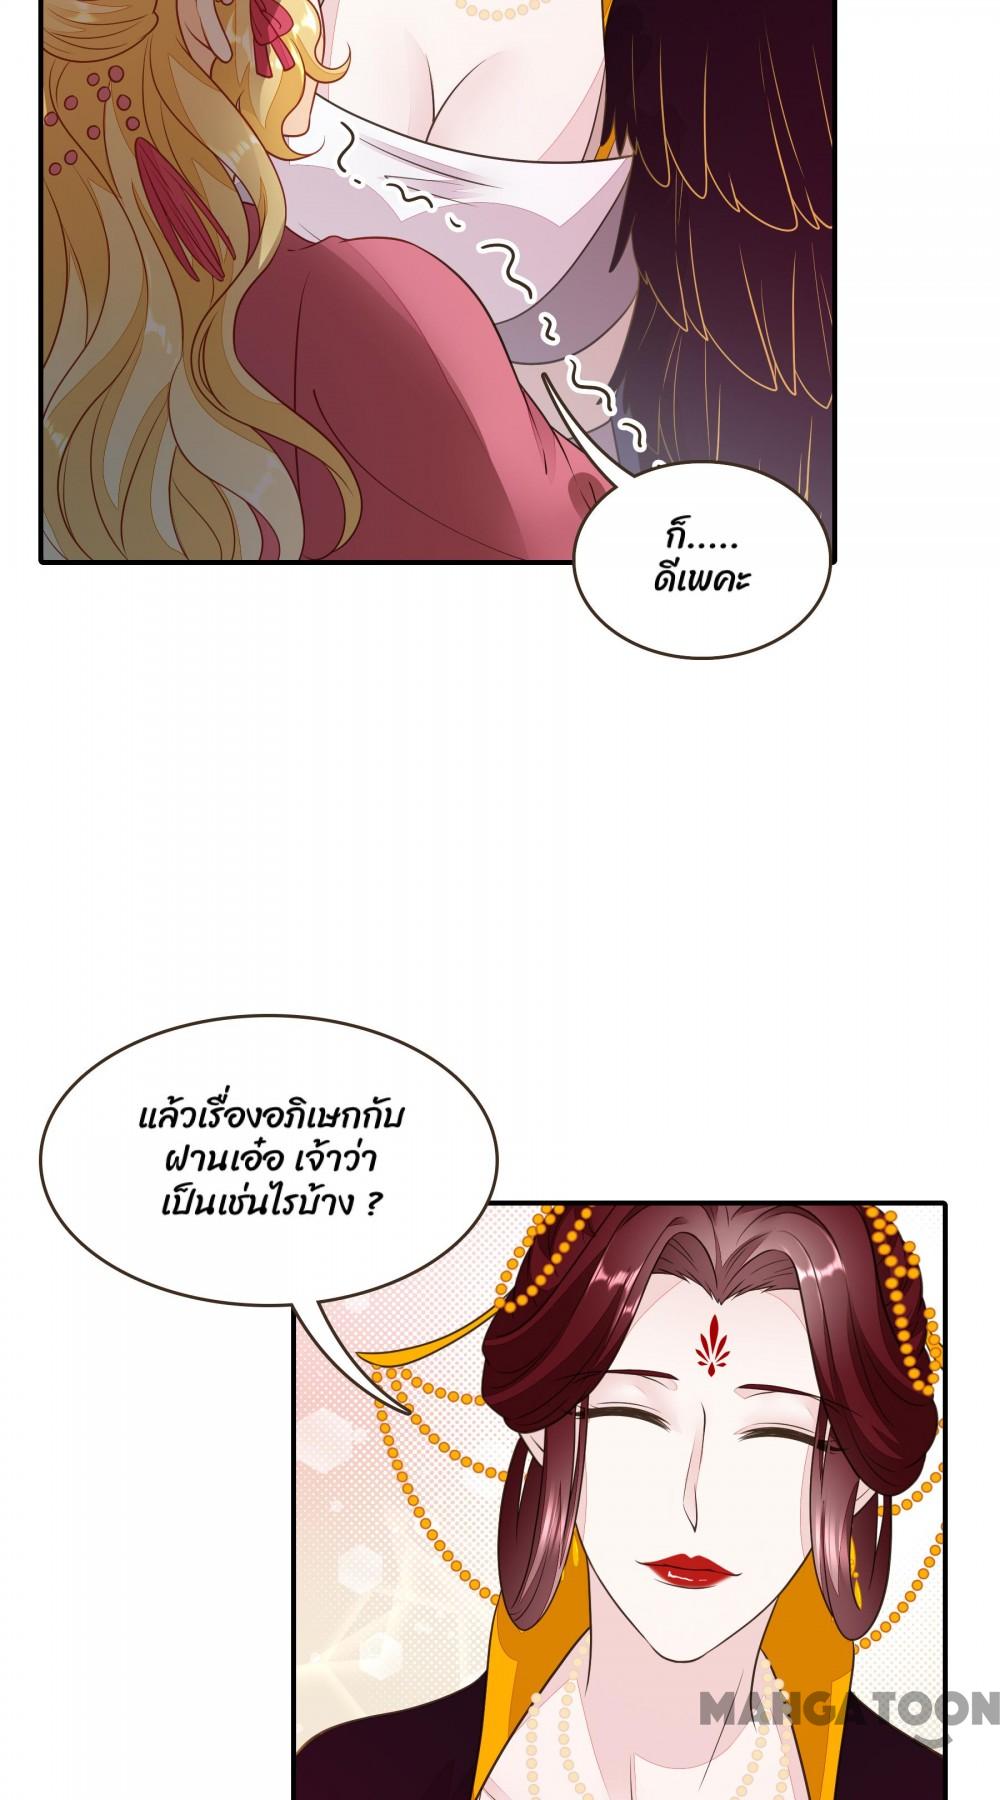 ก็.....
ดีเพคะ
แล้วเรื่องอภิเษกกับ
ฝานเอ๋อ เจ้าว่า
เป็นเช่นไรบ้าง ?
MANGATOON